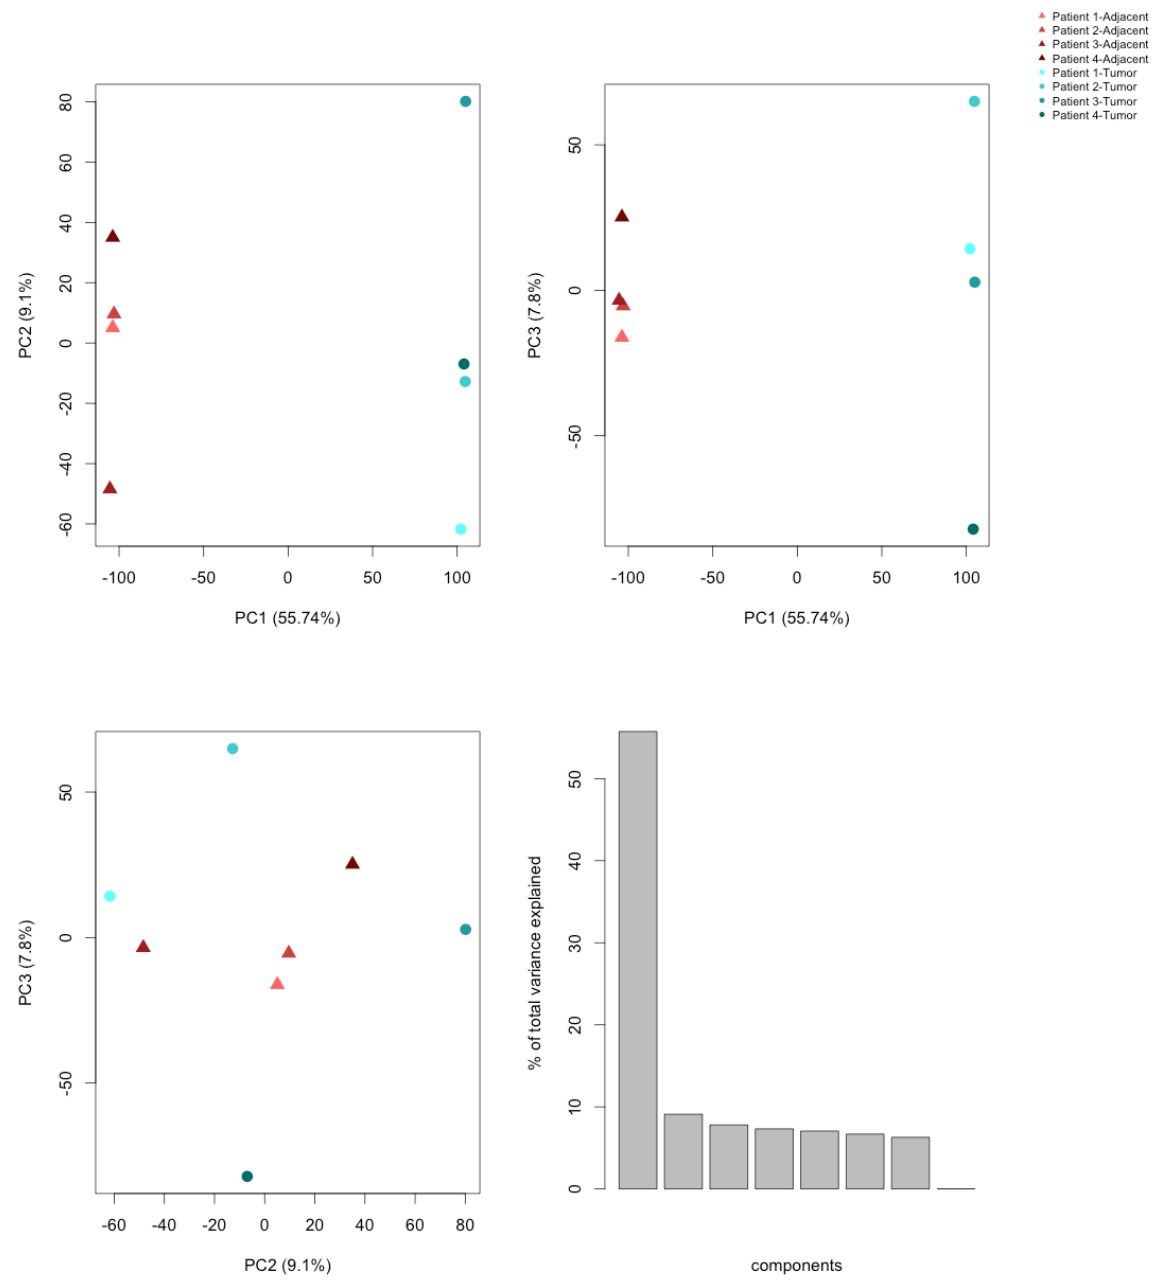 Patient 1-Adjacent
Patient 2-Adjacent
Patient 3-Adjacent
Patient 4-Adjacent
Patient 1-Tumor
Patient 2-Tumor
Patient 3-Tumor
Patient 4-Tumor
PC2 (9.1%)
80
60
40
20
0
-20
-40
-60
-100 -50 0 50 100
PC1 (55.74%)
PC3 (7.8%)
50
0
-50
-100 -50 0 50 100
PC1 (55.74%)
PC3 (7.8%)
50
0
-50
-60 -40 -20 0 20 40 60 80
PC2 (9.1%)
% of total variance explained
50
40
30
20
10
0
components